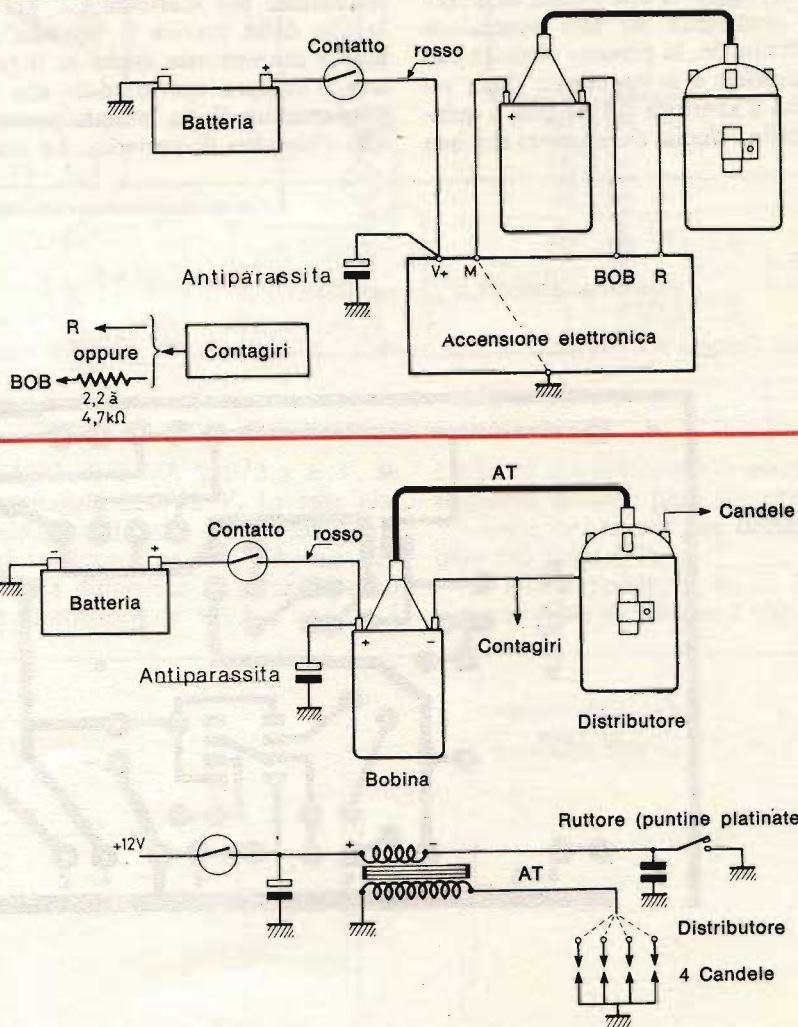 Contatto
rosso
- +
Batteria
+ -
Antiparassita
V+ M BOB R
Accensione elettronica
R
oppure
Contagiri
BOB
2,2 à
4,7kΩ
AT
Candele
Contatto
rosso
- +
Batteria
+ -
Contagiri
Antiparassita
Distributore
Bobina
Ruttore (puntine platinate
+12V
+ -
AT
Distributore
4 Candele